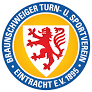 BRAUNSCHWEIGER TURN- U. SPORTVEREIN
EINTRACHT E.V. 1895